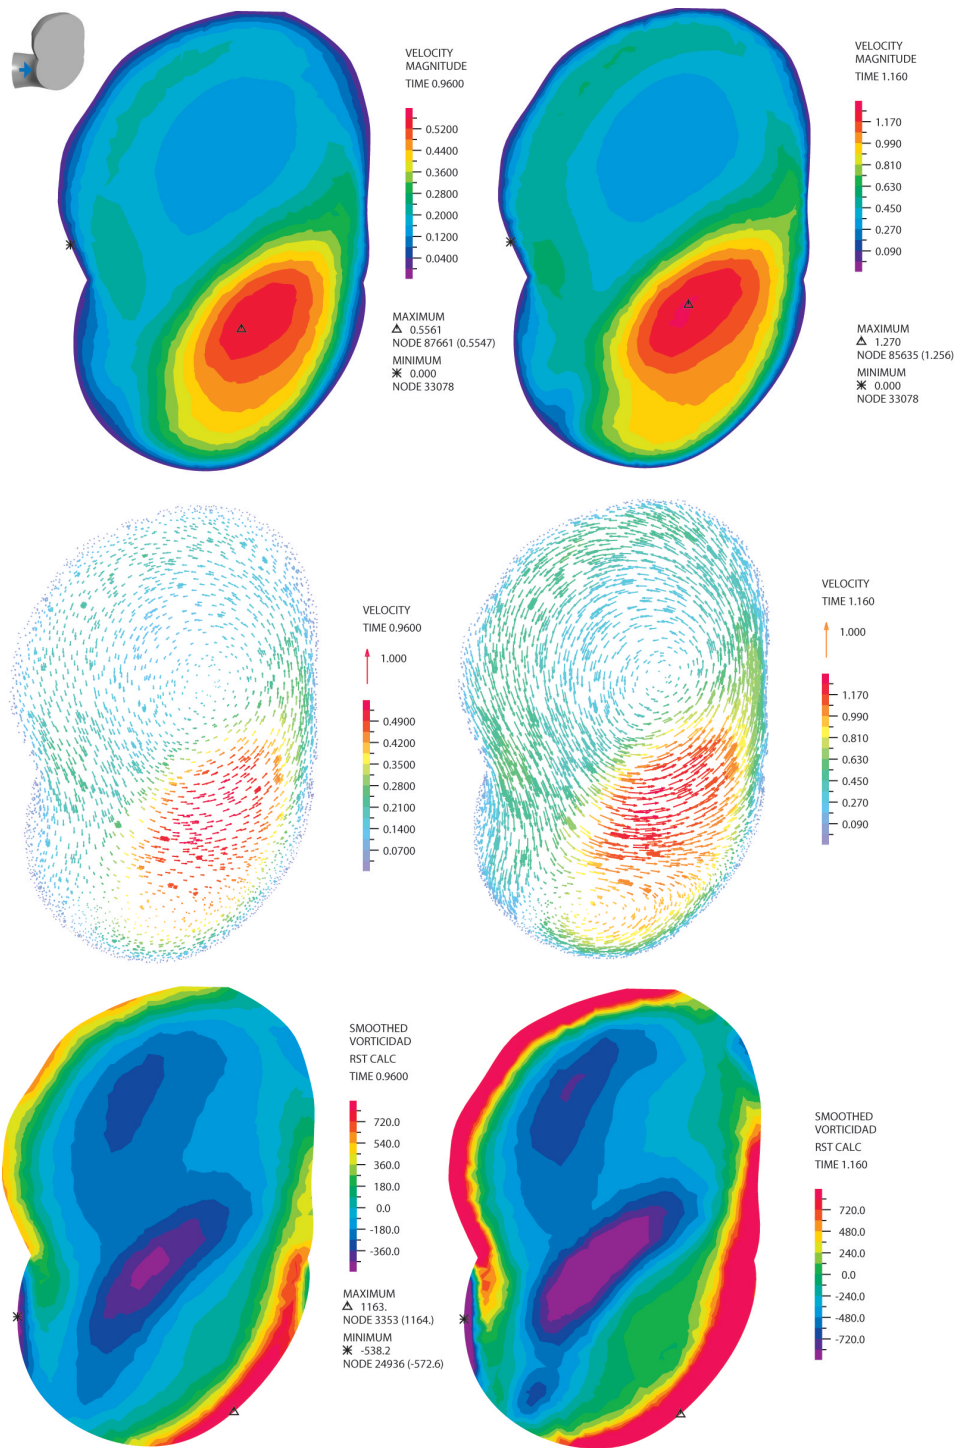 VELOCITY
MAGNITUDE
TIME 0.9600
0.5200
0.4400
0.3600
0.2800
0.2000
0.1200
0.0400
MAXIMUM
0.5561
NODE 87661 (0.5547)
MINIMUM
0.000
NODE 33078
VELOCITY
MAGNITUDE
TIME 1.160
1.170
0.990
0.810
0.630
0.450
0.270
0.090
MAXIMUM
1.270
NODE 85635 (1.256)
MINIMUM
0.000
NODE 33078
VELOCITY
TIME 0.9600
1.000
0.4900
0.4200
0.3500
0.2800
0.2100
0.1400
0.0700
VELOCITY
TIME 1.160
1.000
1.170
0.990
0.810
0.630
0.450
0.270
0.090
SMOOTHED
VORTICIDAD
RST CALC
TIME 0.9600
720.0
540.0
360.0
180.0
0.0
-180.0
-360.0
MAXIMUM
1163.
NODE 3353 (1164.)
MINIMUM
-538.2
NODE 24936 (-572.6)
SMOOTHED
VORTICIDAD
RST CALC
TIME 1.160
720.0
480.0
240.0
0.0
-240.0
-480.0
-720.0